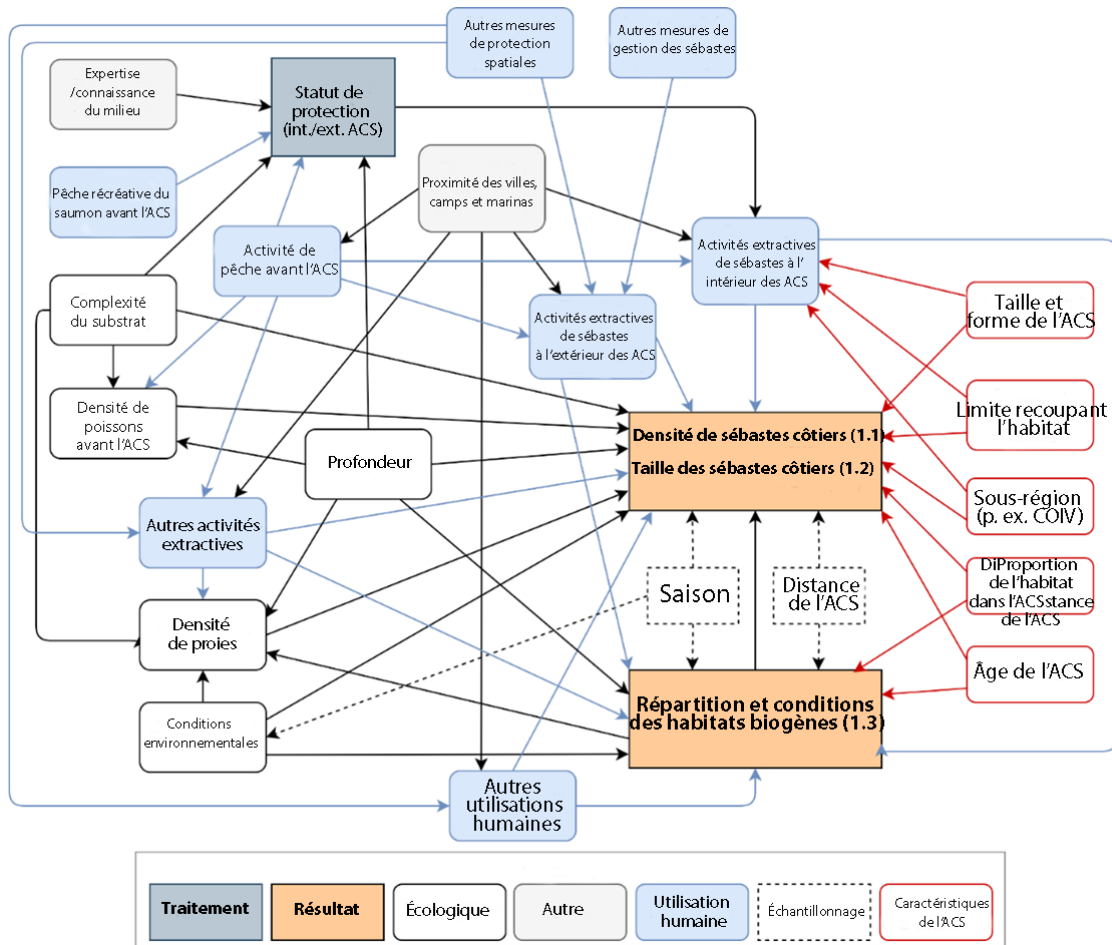 Autres mesures
de protection
spatiales
Autres mesures de
gestion des sébastes
Expertise
/connaissance
du milieu
Statut de
protection
(int./ext. ACS)
Pêche récréative du
saumon avant l'ACS
Proximité des villes,
camps et marinas
Activité de
pêche avant l'ACS
Activités extractives
de sébastes à l'
intérieur des ACS
Complexité
du substrat
Activités extractives
de sébastes
à l'extérieur des ACS
Taille et
forme de l'ACS
Densité de
poissons
avant l'ACS
Limite recoupant
l'habitat
Densité de sébastes côtiers (1.1)
Taille des sébastes côtiers (1.2)
Profondeur
Sous-région
(p. ex. COIV)
Autres activités
extractives
DiProportion
de l'habitat
dans l'ACSstance
de l'ACS
Saison
Distance
de l'ACS
Densité
de proies
Âge de l'ACS
Répartition et conditions
des habitats biogènes (1.3)
Conditions
environnementales
Autres
utilisations
humaines
Traitement
Résultat
Écologique
Autre
Utilisation
humaine
Échantillonnage
Caractéristiques
de l'ACS